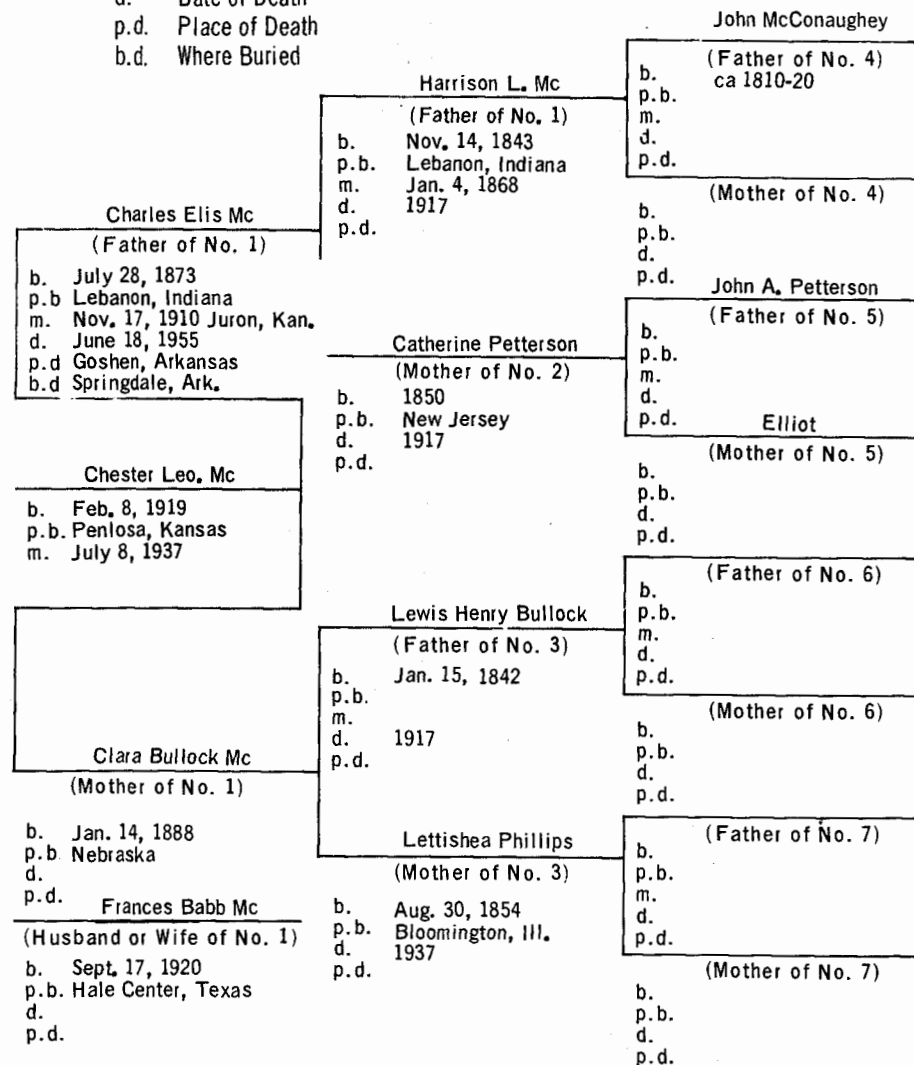 d. Date of Death
p.d. Place of Death
b.d. Where Buried
Charles Elis Mc
(Father of No. 1)
b. July 28, 1873
p.b Lebanon, Indiana
m. Nov. 17, 1910 Juron, Kan.
d. June 18, 1955
p.d Goshen, Arkansas
b.d Springdale, Ark.
Chester Leo. Mc
b. Feb. 8, 1919
p.b. Penlosa, Kansas
m. July 8, 1937
Clara Bullock Mc
(Mother of No. 1)
b. Jan. 14, 1888
p.b Nebraska
d.
p.d.
Frances Babb Mc
(Husband or Wife of No. 1)
b. Sept. 17, 1920
p.b. Hale Center, Texas
d.
p.d.
Harrison L. Mc
(Father of No. 1)
b. Nov. 14, 1843
p.b. Lebanon, Indiana
m. Jan. 4, 1868
d. 1917
p.d.
Catherine Petterson
(Mother of No. 2)
b. 1850
p.b. New Jersey
d. 1917
p.d.
Lewis Henry Bullock
(Father of No. 3)
b. Jan. 15, 1842
p.b.
m.
d. 1917
p.d.
Lettishea Phillips
(Mother of No. 3)
b. Aug. 30, 1854
p.b. Bloomington, Ill.
d. 1937
p.d.
John McConaughey
(Father of No. 4)
b. ca 1810-20
p.b.
m.
d.
p.d.
(Mother of No. 4)
b.
p.b.
d.
p.d.
John A. Petterson
(Father of No. 5)
b.
p.b.
m.
d.
p.d.
Elliot
(Mother of No. 5)
b.
p.b.
d.
p.d.
(Father of No. 6)
b.
p.b.
m.
d.
p.d.
(Mother of No. 6)
b.
p.b.
d.
p.d.
(Father of No. 7)
b.
p.b.
m.
d.
p.d.
(Mother of No. 7)
b.
p.b.
d.
p.d.